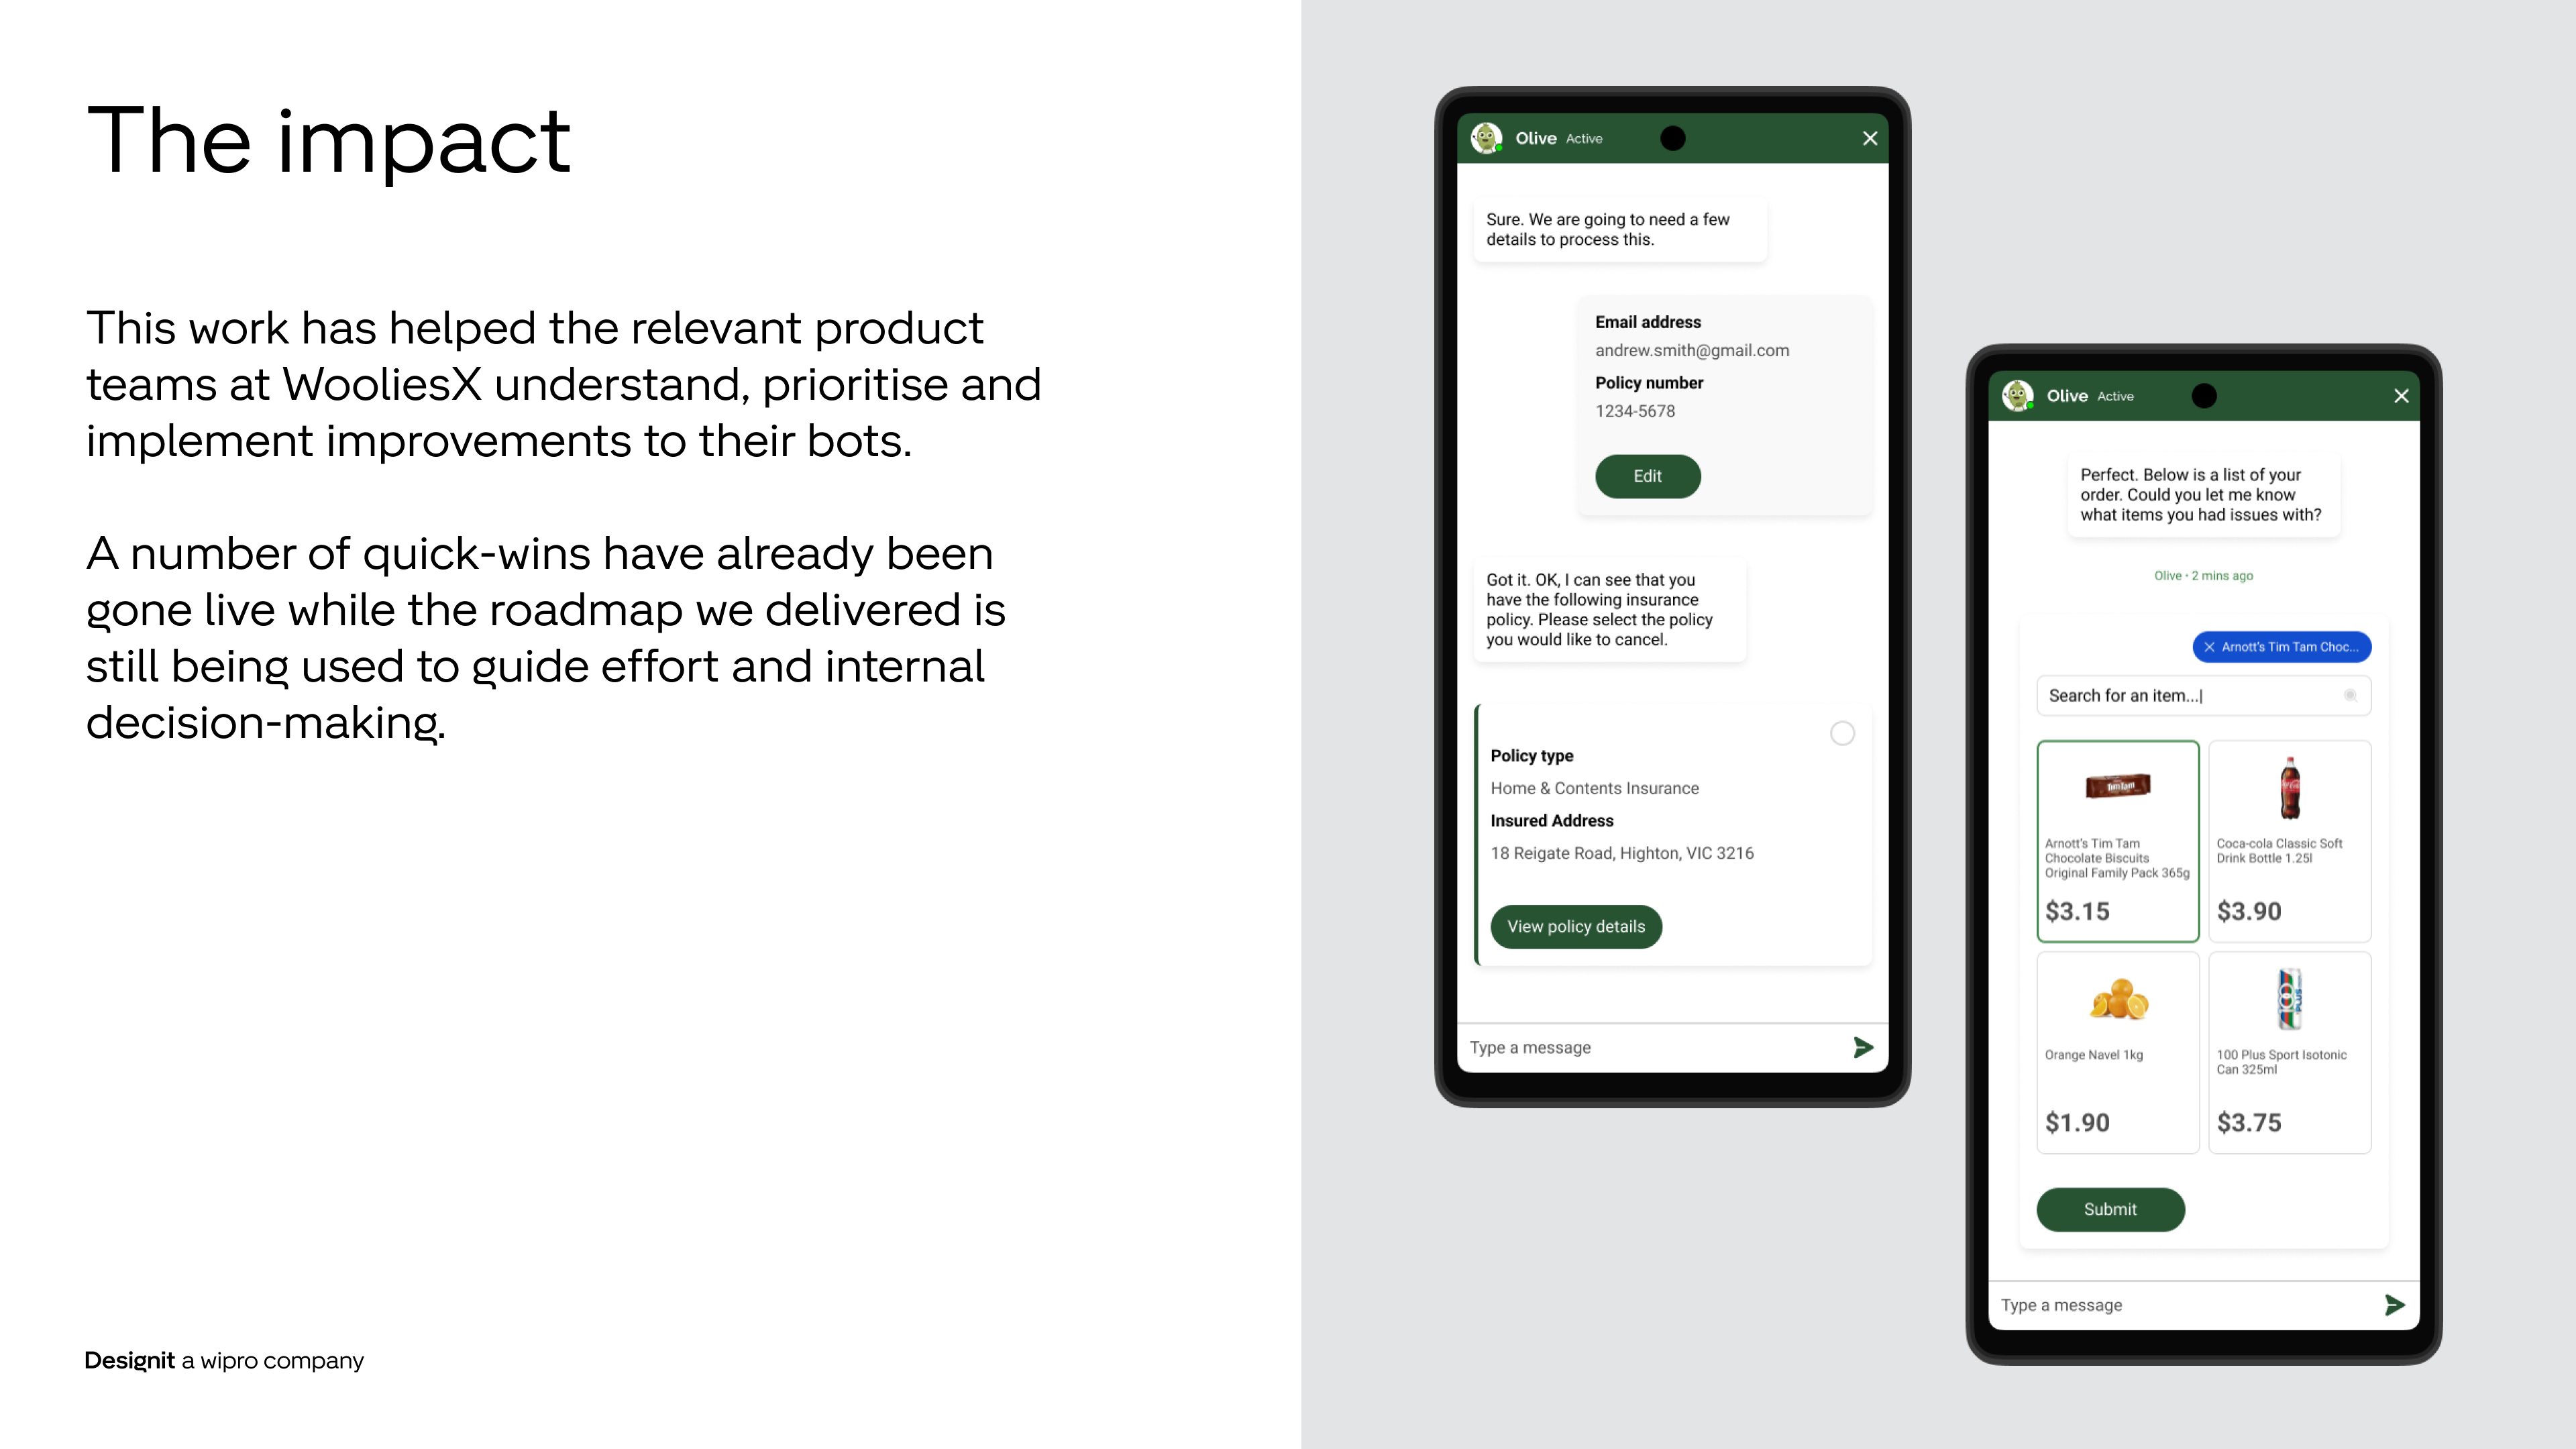 The impact
This work has helped the relevant product
teams at WooliesX understand, prioritise and
implement improvements to their bots.
A number of quick-wins have already been
gone live while the roadmap we delivered is
still being used to guide effort and internal
decision-making.
Designit a wipro company
Olive Active
Sure. We are going to need a few
details to process this.
Email address
andrew.smith@gmail.com
Policy number
1234-5678
Edit
Got it. OK, I can see that you
have the following insurance
policy. Please select the policy
you would like to cancel.
Policy type
Home & Contents Insurance
Insured Address
18 Reigate Road, Highton, VIC 3216
View policy details
Type a message
Olive Active
Perfect. Below is a list of your
order. Could you let me know
what items you had issues with?
Olive • 2 mins ago
Arnott's Tim Tam Choc...
Search for an item...|
TimTam
Arnott's Tim Tam
Chocolate Biscuits
Original Family Pack 365g
$3.15
Coca-cola Classic Soft
Drink Bottle 1.25l
$3.90
Orange Navel 1kg
$1.90
100 PLUS
100 Plus Sport Isotonic
Can 325ml
$3.75
Submit
Type a message